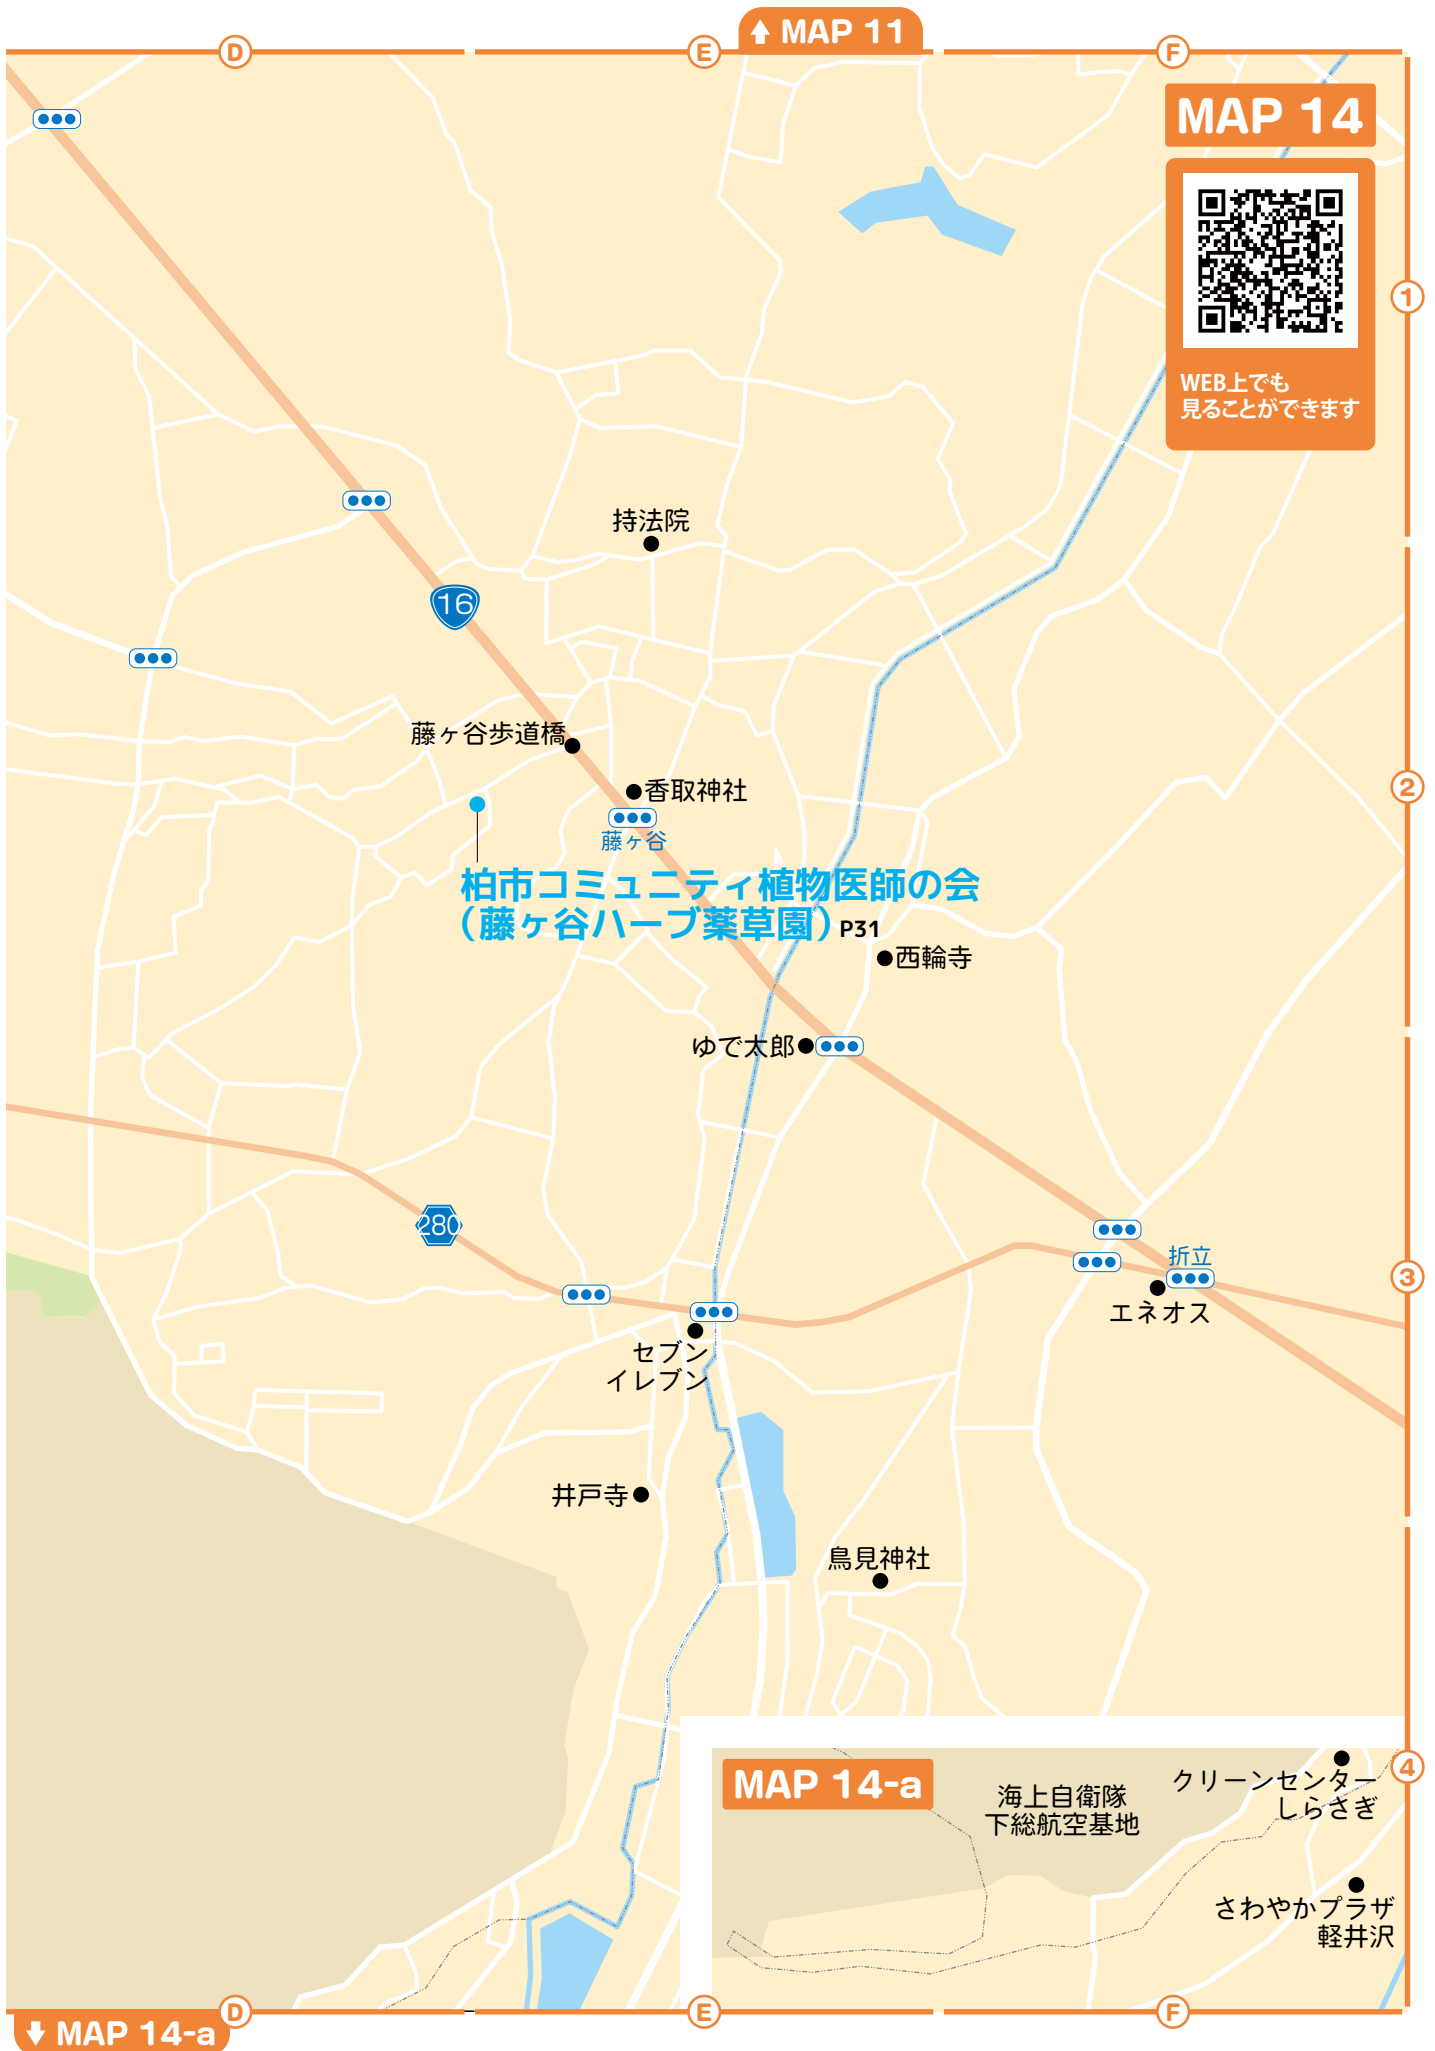 MAP 11
D
E
F
MAP 14
WEB上でも
見ることができます
1
持法院
16
藤ヶ谷歩道橋
香取神社
藤ヶ谷
2
柏市コミュニティ植物医師の会
(藤ヶ谷ハーブ薬草園) P31
西輪寺
ゆで太郎
280
折立
3
エネオス
セブン
イレブン
井戸寺
鳥見神社
MAP 14-a
海上自衛隊
下総航空基地
クリーンセンター
しらさぎ
4
さわやかプラザ
軽井沢
D
E
F
MAP 14-a